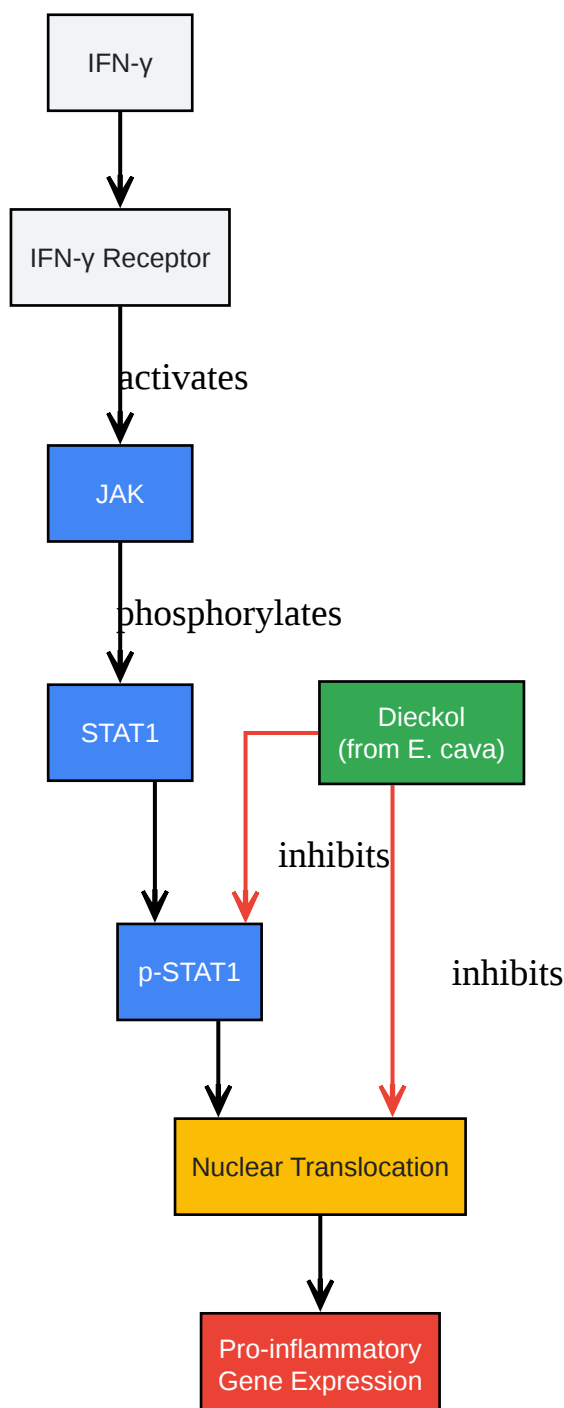 IFN-γ
IFN-γ Receptor
activates
JAK
phosphorylates
STAT1
Dieckol
(from E. cava)
inhibits
p-STAT1
inhibits
Nuclear Translocation
Pro-inflammatory
Gene Expression